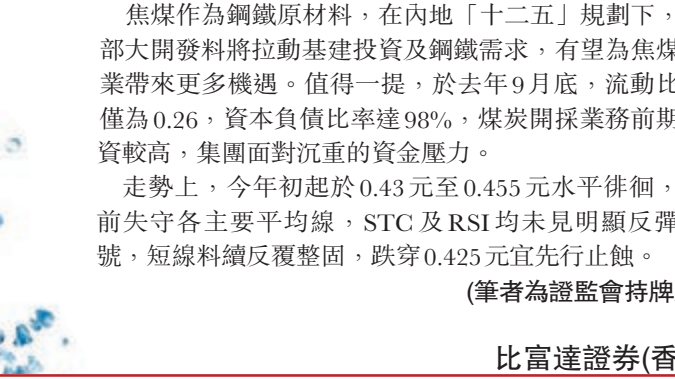 焦煤作為鋼鐵原材料，在內地「十二五」規劃下，
部大開發料將拉動基建投資及鋼鐵需求，有望為焦煤
業帶來更多機遇。值得一提，於去年9月底，流動比
僅為0.26，資本負債比率達98%，煤炭開採業務前期
資較高，集團面對沉重的資金壓力。
走勢上，今年初起於0.43元至0.455元水平徘徊，
前失守各主要平均線，STC及RSI均未見明顯反彈
號，短線料續反覆整固，跌穿0.425元宜先行止蝕。
(筆者為證監會持牌
比富達證券(香